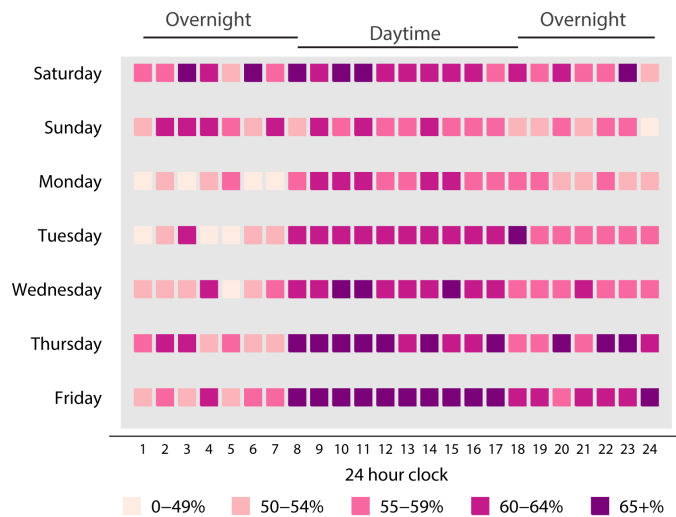 Overnight Daytime Overnight
Saturday
Sunday
Monday
Tuesday
Wednesday
Thursday
Friday
1 2 3 4 5 6 7 8 9 10 11 12 13 14 15 16 17 18 19 20 21 22 23 24
24 hour clock
0–49% 50–54% 55–59% 60–64% 65+%